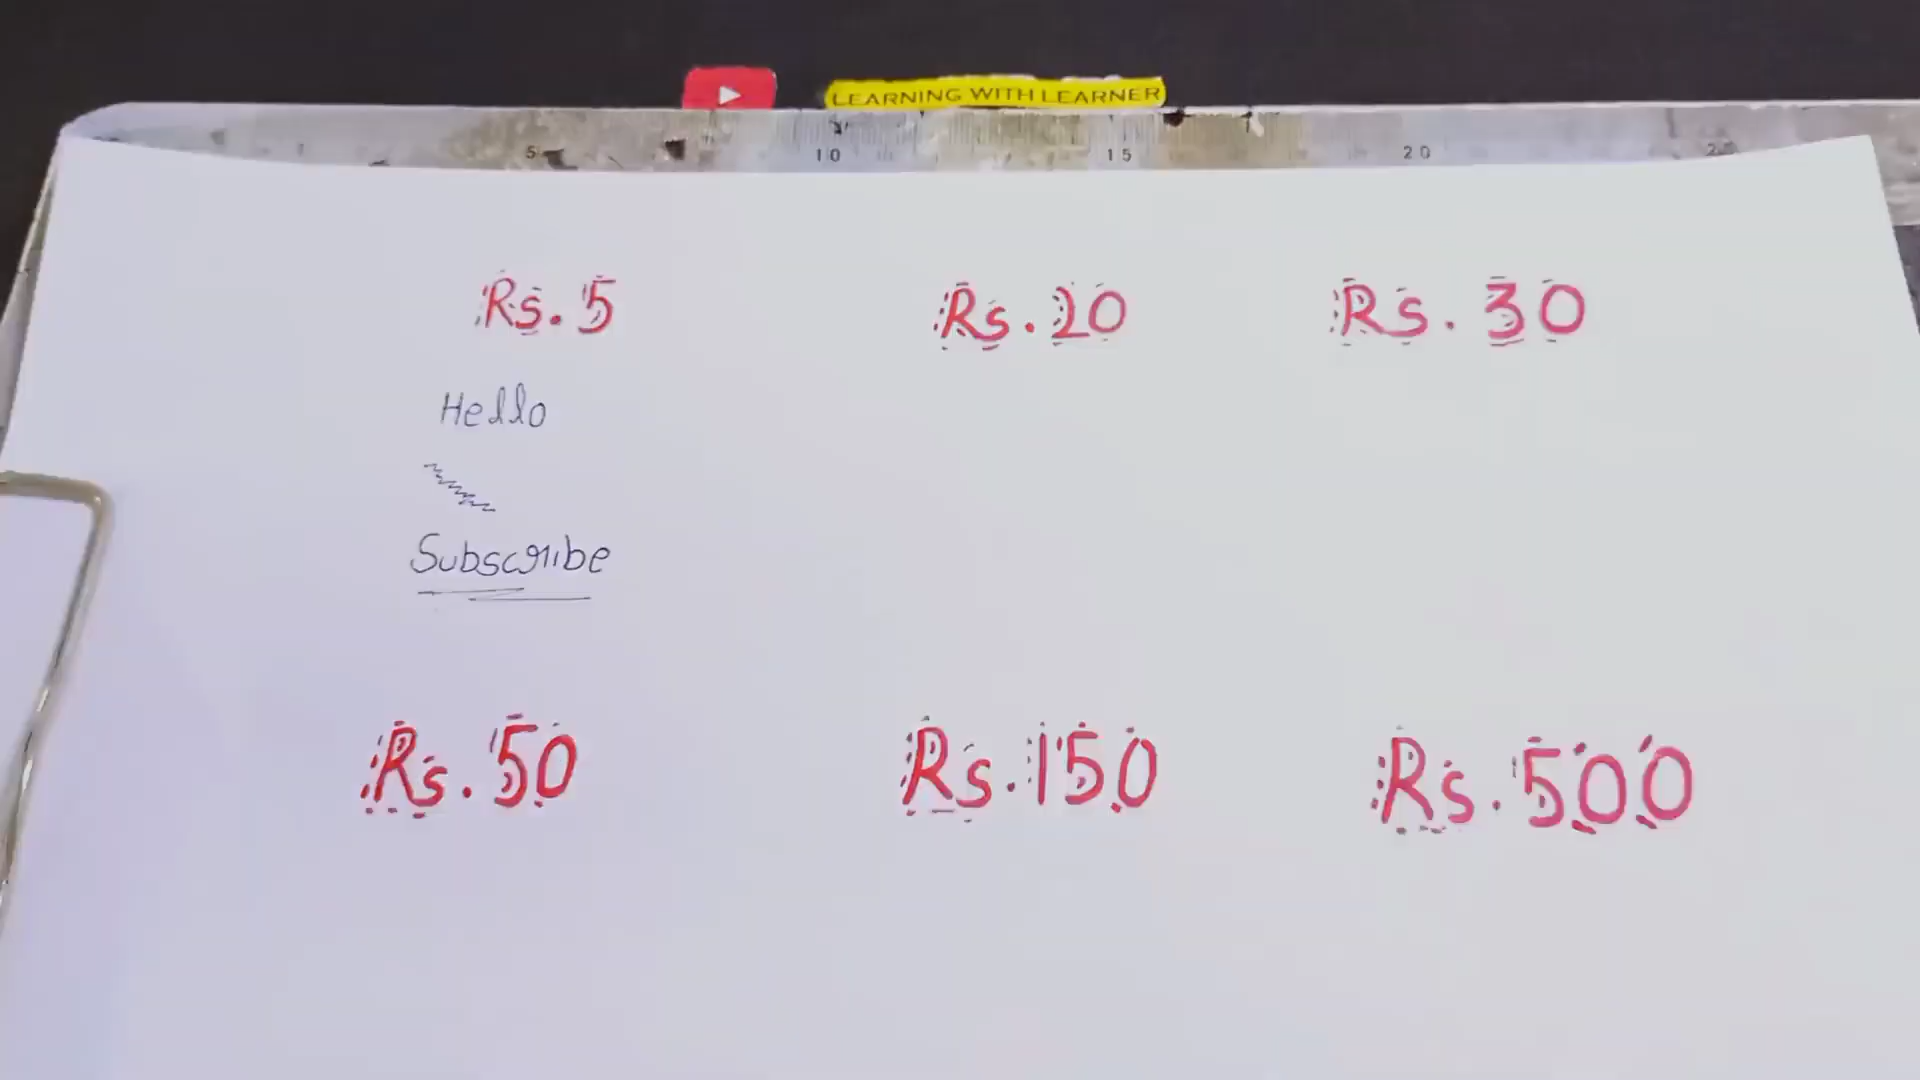 LEARNING WITH LEARNER
5 10 15 20 25
Rs. 5 Rs. 20 Rs. 30
Hello
Subscribe
Rs. 50 Rs. 150 Rs. 500